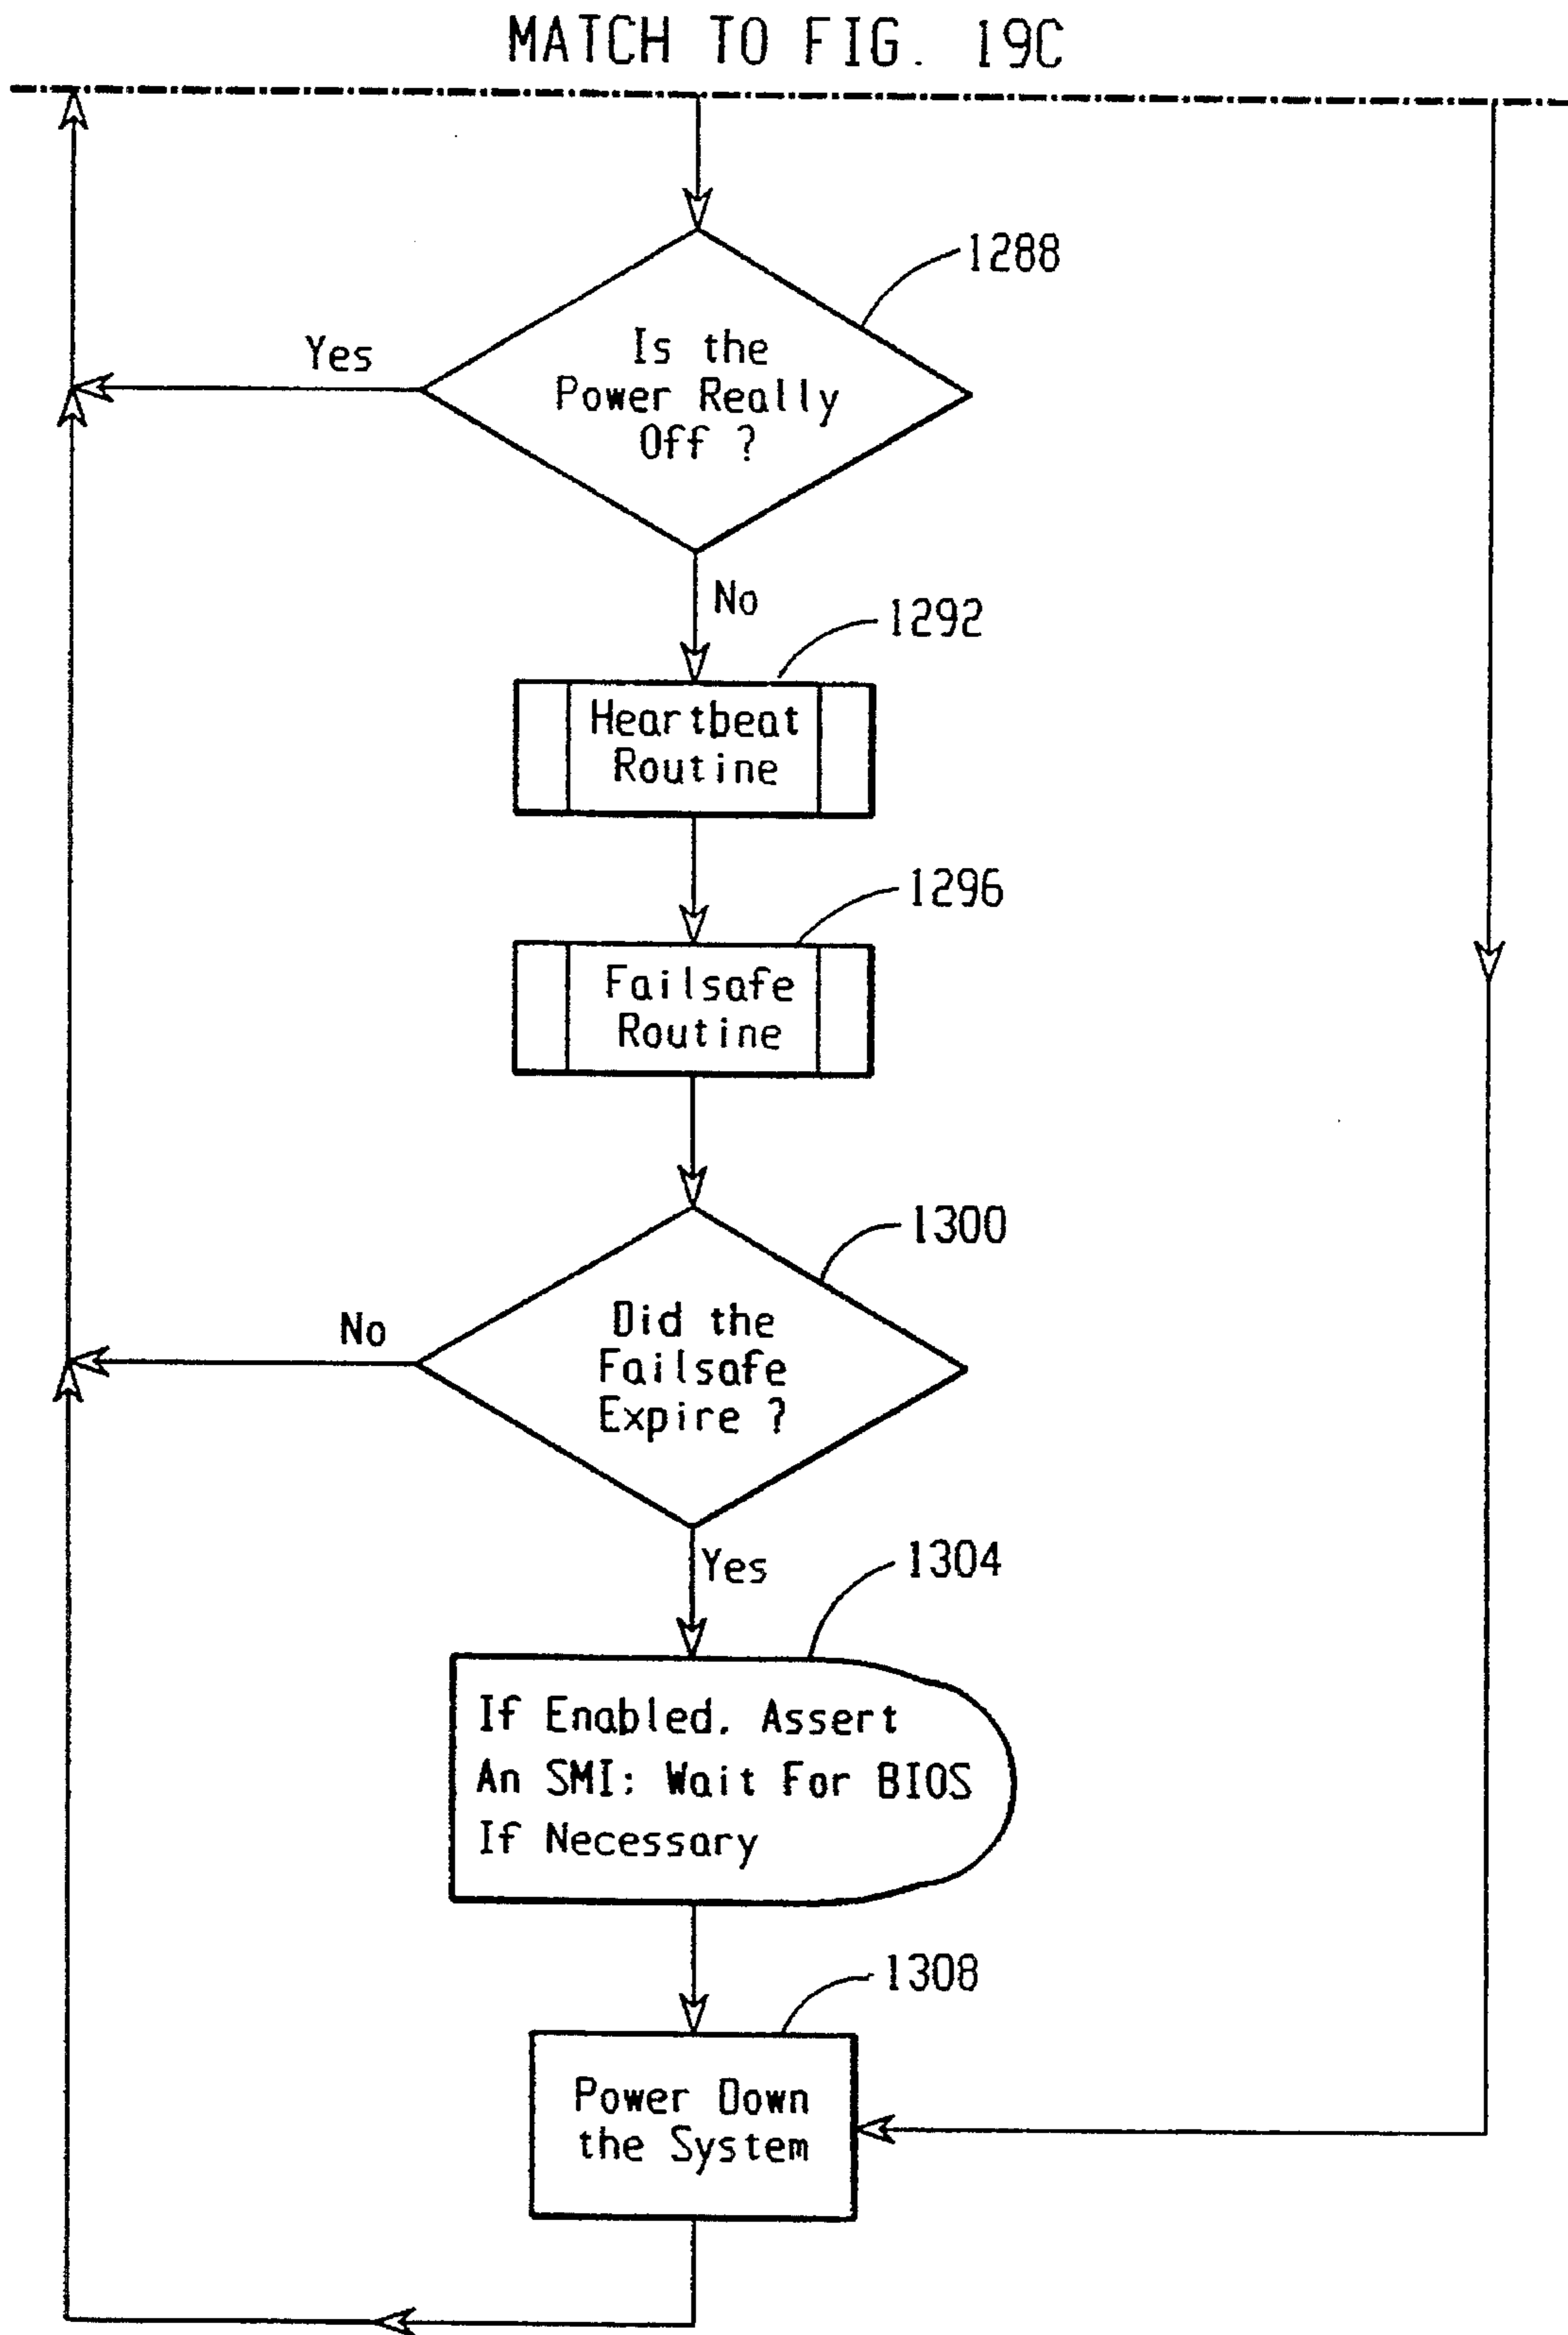 MATCH TO FIG. 19C
1288
Is the
Power Really
Off ?
Yes
No
1292
Heartbeat
Routine
1296
Failsafe
Routine
1300
Did the
Failsafe
Expire ?
No
Yes
1304
If Enabled, Assert
An SMI; Wait For BIOS
If Necessary
1308
Power Down
the System